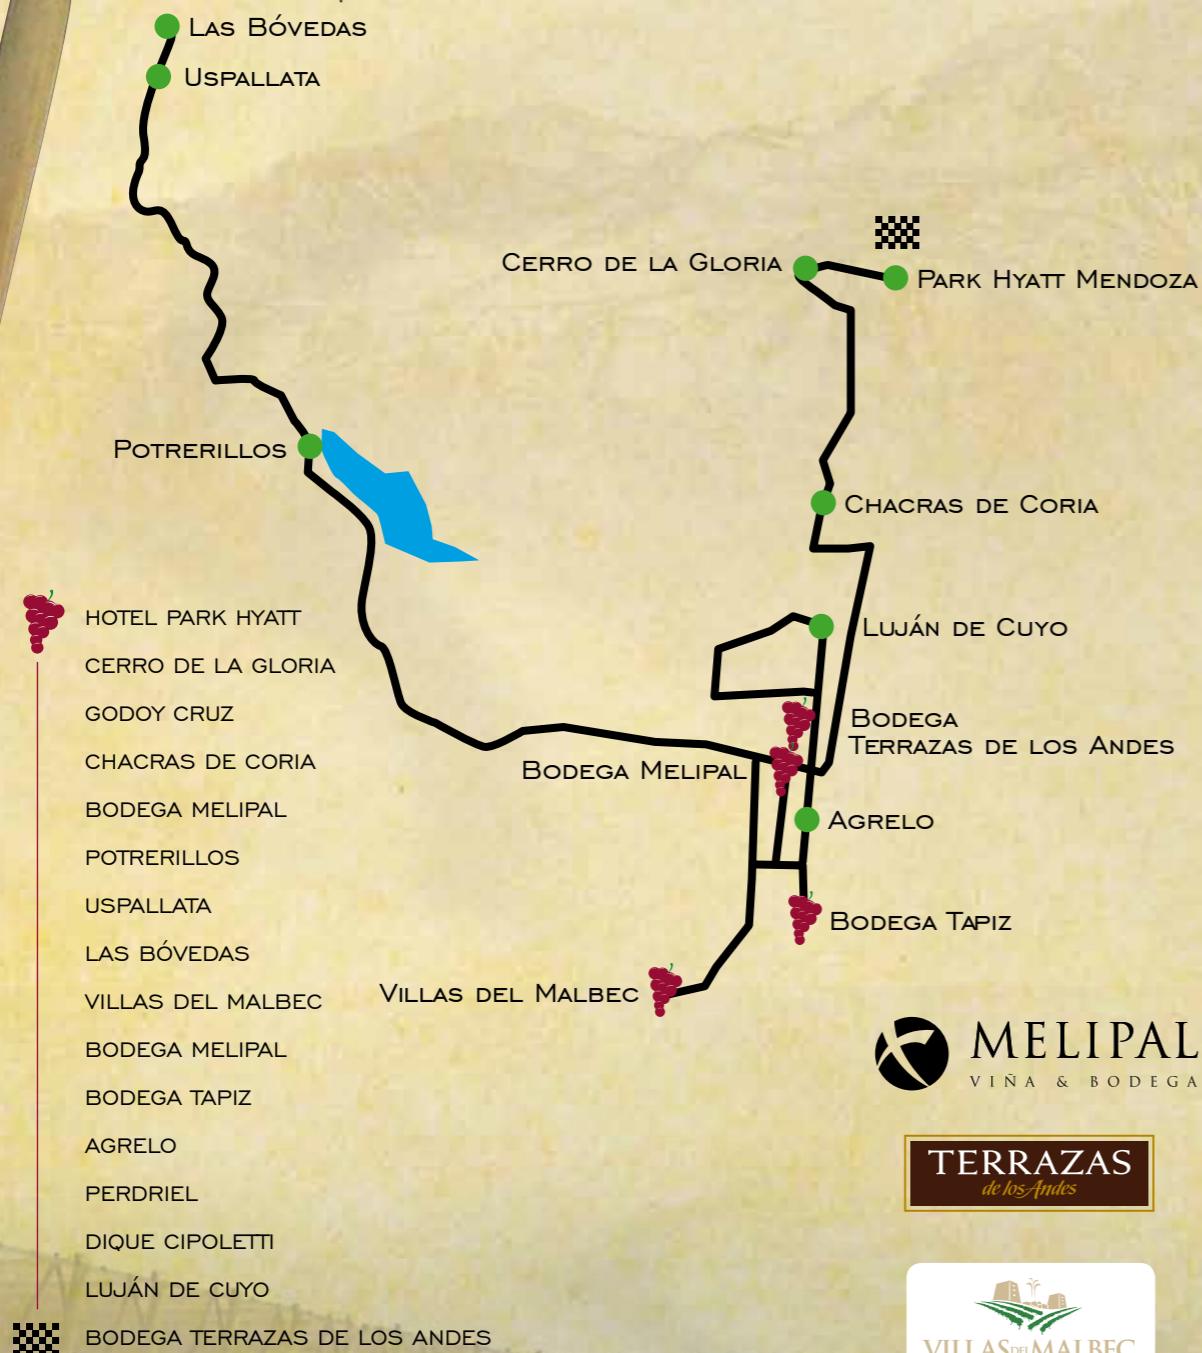 Las Bóvedas
Uspallata
Cerro de la Gloria
Park Hyatt Mendoza
Potrerillos
Chacras de Coria
Luján de Cuyo
Bodega
Terrazas de los Andes
Bodega Melipal
Agrelo
Bodega Tapiz
Villas del Malbec
HOTEL PARK HYATT
CERRO DE LA GLORIA
GODOY CRUZ
CHACRAS DE CORIA
BODEGA MELIPAL
POTRERILLOS
USPALLATA
LAS BÓVEDAS
VILLAS DEL MALBEC
BODEGA MELIPAL
BODEGA TAPIZ
AGRELO
PERDRIEL
DIQUE CIPOLETTI
LUJÁN DE CUYO
BODEGA TERRAZAS DE LOS ANDES
MELIPAL
VIÑA & BODEGA
TERRAZAS
de los Andes
VILLAS DEL MALBEC